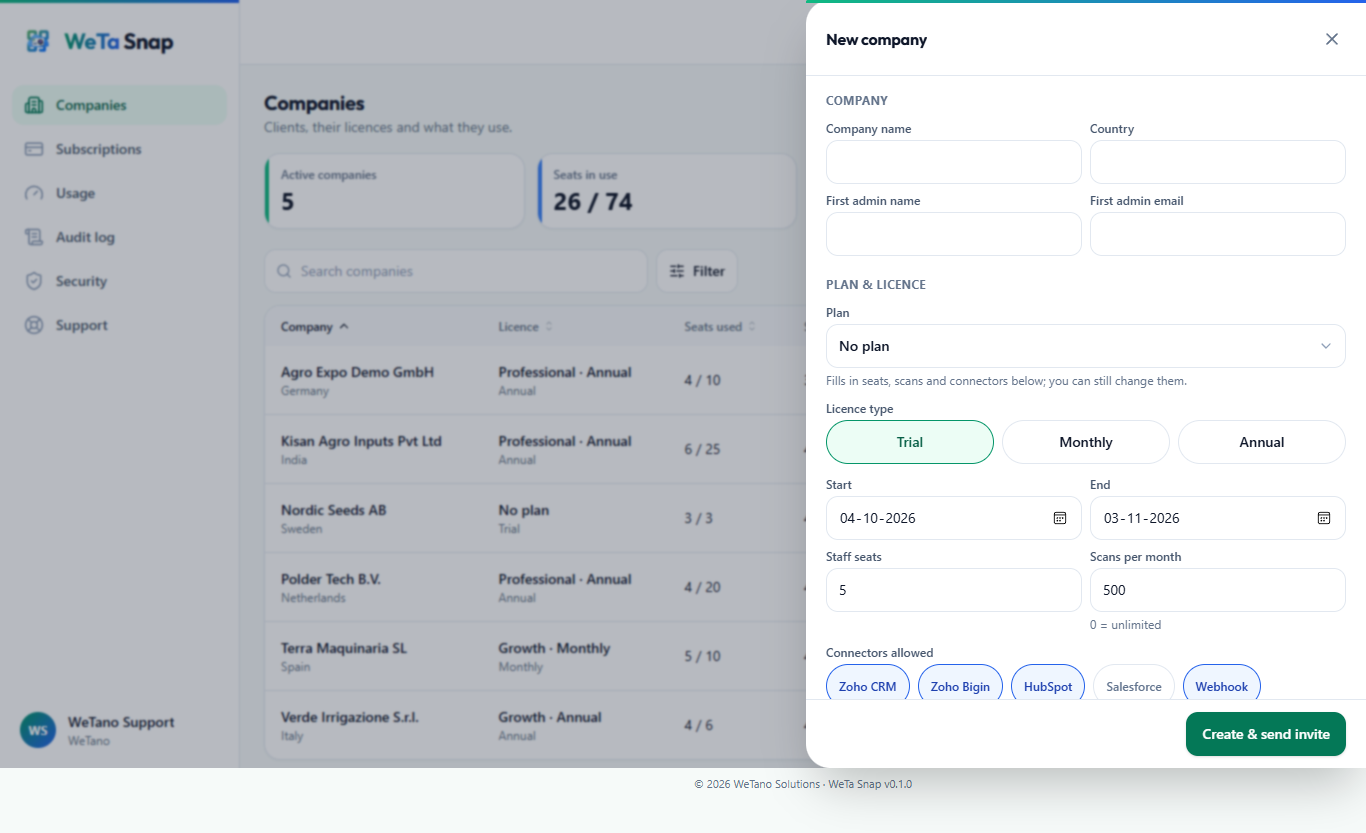 WeTa Snap
Companies
Subscriptions
Usage
Audit log
Security
Support
WS
WeTano Support
WeTano
Companies
Clients, their licences and what they use.
Active companies
5
Seats in use
26 / 74
Search companies
Filter
Company Licence Seats used
Agro Expo Demo GmbH Professional · Annual 4 / 10
Germany Annual
Kisan Agro Inputs Pvt Ltd Professional · Annual 6 / 25
India Annual
Nordic Seeds AB No plan 3 / 3
Sweden Trial
Polder Tech B.V. Professional · Annual 4 / 20
Netherlands Annual
Terra Maquinaria SL Growth · Monthly 5 / 10
Spain Monthly
Verde Irrigazione S.r.l. Growth · Annual 4 / 6
Italy Annual
New company
COMPANY
Company name Country
First admin name First admin email
PLAN & LICENCE
Plan
No plan
Fills in seats, scans and connectors below; you can still change them.
Licence type
Trial Monthly Annual
Start End
04-10-2026 03-11-2026
Staff seats Scans per month
5 500
0 = unlimited
Connectors allowed
Zoho CRM Zoho Bigin HubSpot Salesforce Webhook
Create & send invite
© 2026 WeTano Solutions · WeTa Snap v0.1.0